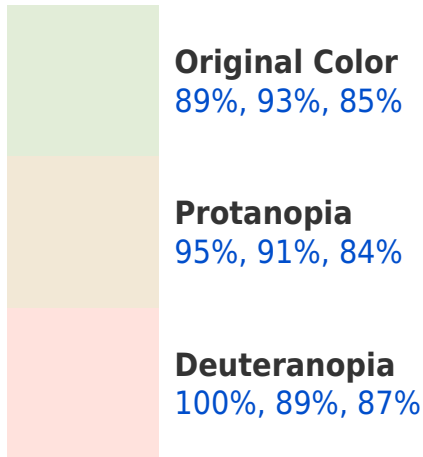 Original Color
89%, 93%, 85%
Protanopia
95%, 91%, 84%
Deuteranopia
100%, 89%, 87%